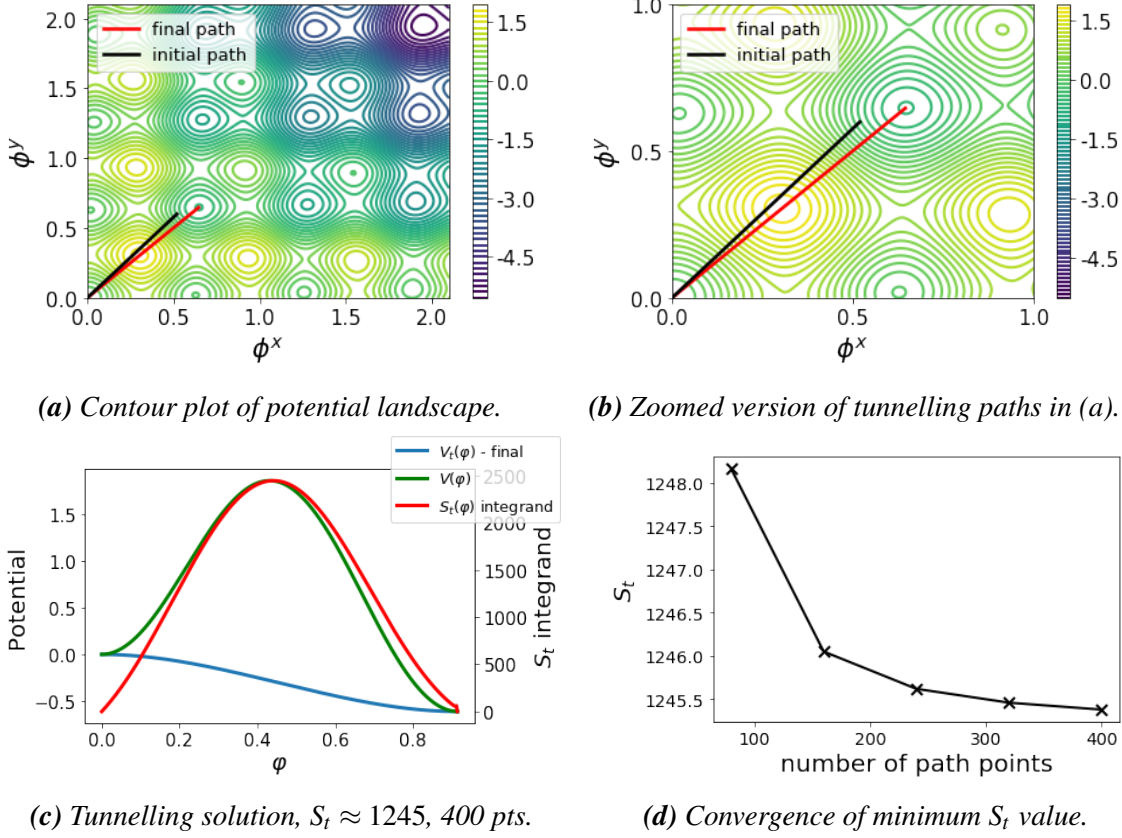 2.0
1.5
1.0
0.5
0.0
ϕ^y
final path
initial path
0.0 0.5 1.0 1.5 2.0
ϕ^x
1.5
0.0
-1.5
-3.0
-4.5
1.0
0.5
0.0
ϕ^y
final path
initial path
0.0 0.5 1.0
ϕ^x
1.5
0.0
-1.5
-3.0
-4.5
(a) Contour plot of potential landscape.
(b) Zoomed version of tunnelling paths in (a).
V_t(φ) - final
V(φ)
S_t(φ) integrand
1.5
1.0
0.5
0.0
−0.5
Potential
0.0 0.2 0.4 0.6 0.8
φ
2500
2000
1500
1000
500
0
S_t integrand
1248.0
1247.5
1247.0
1246.5
1246.0
1245.5
S_t
100 200 300 400
number of path points
(c) Tunnelling solution, S_t ≈ 1245, 400 pts.
(d) Convergence of minimum S_t value.